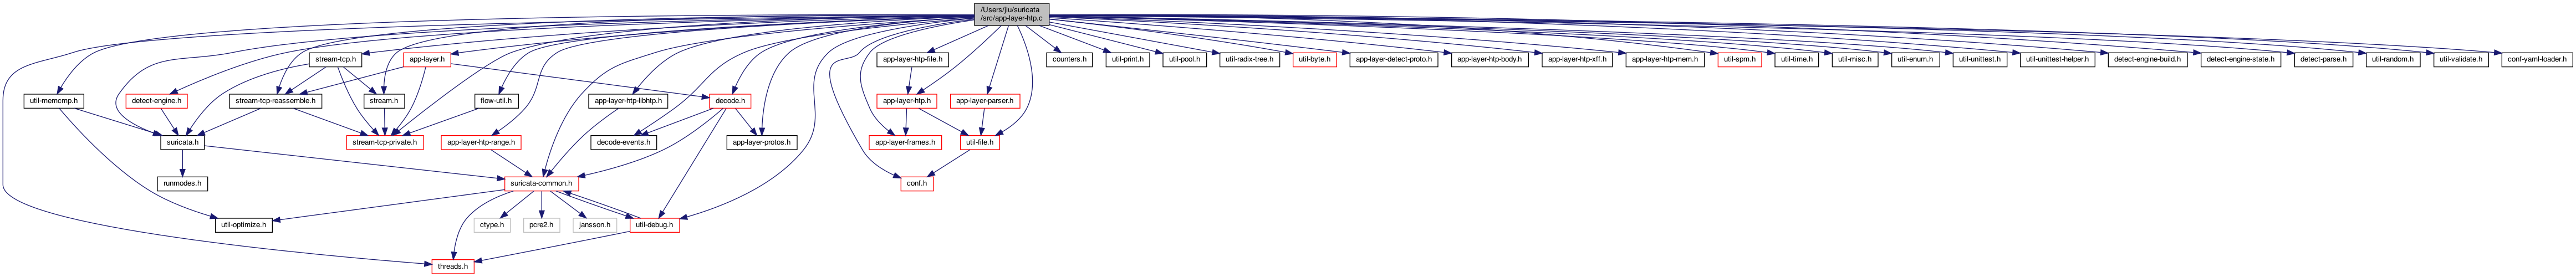 /Users/jlu/suricata
/src/app-layer-htp.c
stream-tcp.h
app-layer.h
app-layer-htp-file.h
counters.h
util-print.h
util-pool.h
util-radix-tree.h
util-byte.h
app-layer-detect-proto.h
app-layer-htp-body.h
app-layer-htp-xff.h
app-layer-htp-mem.h
util-spm.h
util-time.h
util-misc.h
util-enum.h
util-unittest.h
util-unittest-helper.h
detect-engine-build.h
detect-engine-state.h
detect-parse.h
util-random.h
util-validate.h
conf-yaml-loader.h
util-memcmp.h
detect-engine.h
stream-tcp-reassemble.h
stream.h
flow-util.h
app-layer-htp-libhtp.h
decode.h
app-layer-htp.h
app-layer-parser.h
suricata.h
stream-tcp-private.h
app-layer-htp-range.h
decode-events.h
app-layer-protos.h
app-layer-frames.h
util-file.h
runmodes.h
suricata-common.h
conf.h
util-optimize.h
ctype.h
pcre2.h
jansson.h
util-debug.h
threads.h